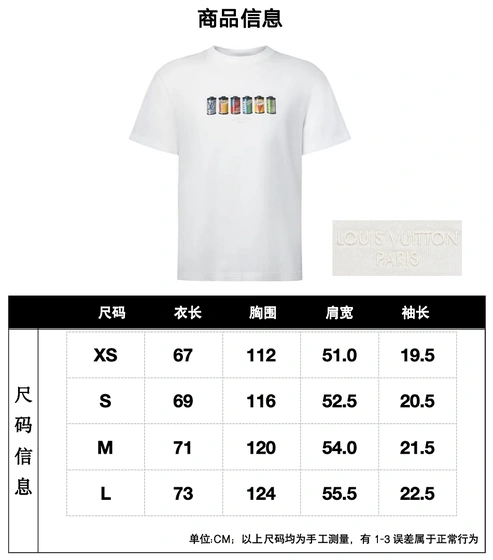 商品信息
LOUIS VUITTON
PARIS
尺码 衣长 胸围 肩宽 袖长
尺码信息
XS 67 112 51.0 19.5
S 69 116 52.5 20.5
M 71 120 54.0 21.5
L 73 124 55.5 22.5
单位:CM；以上尺码均为手工测量，有 1-3 误差属于正常行为